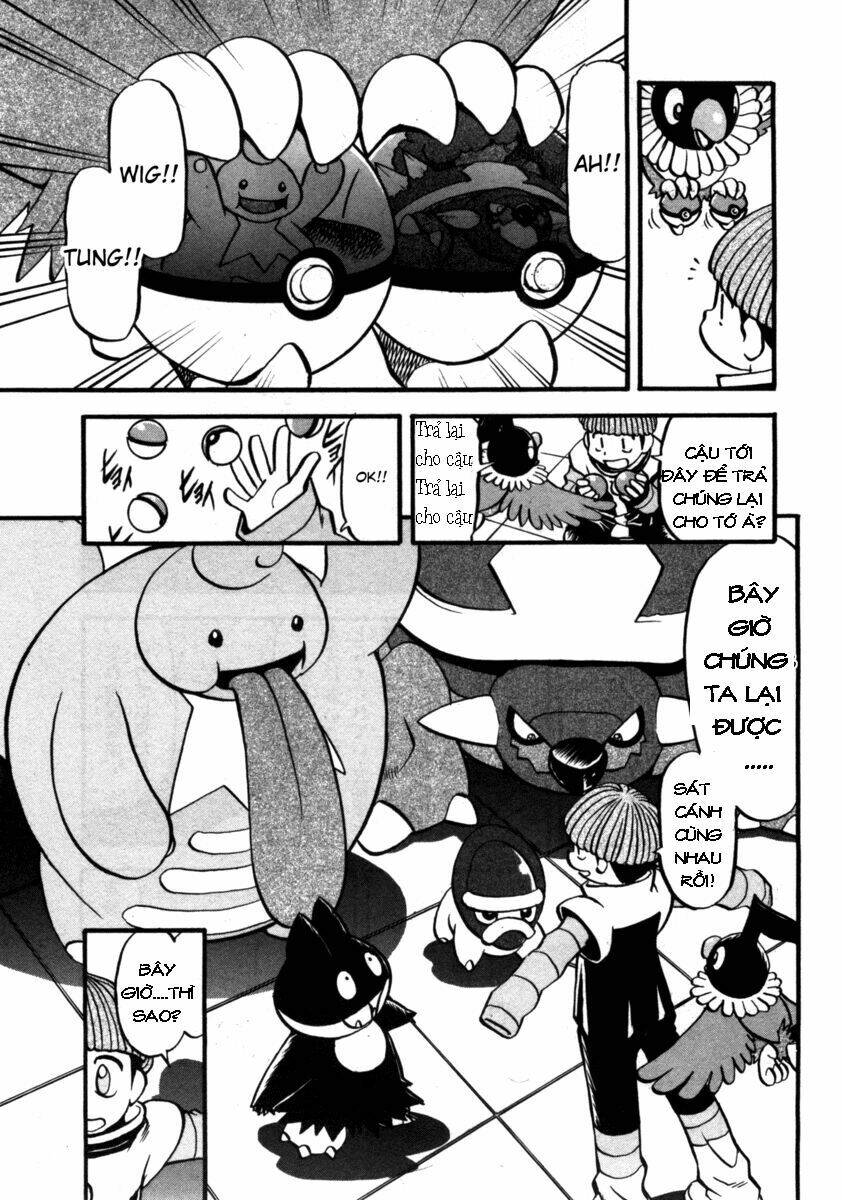 AH!!
WIG!!
TUNG!!
CẬU TỚI
ĐÂY ĐỂ TRẢ
CHÚNG LẠI
CHO TỚ À?
Trả lại
cho cậu
Trả lại
cho cậu
OK!!
BÂY
GIỜ
CHÚNG
TA LẠI
ĐƯỢC
.....
SÁT
CÁNH
CÙNG
NHAU
RỒI!
BÂY
GIỜ....THÌ
SAO?